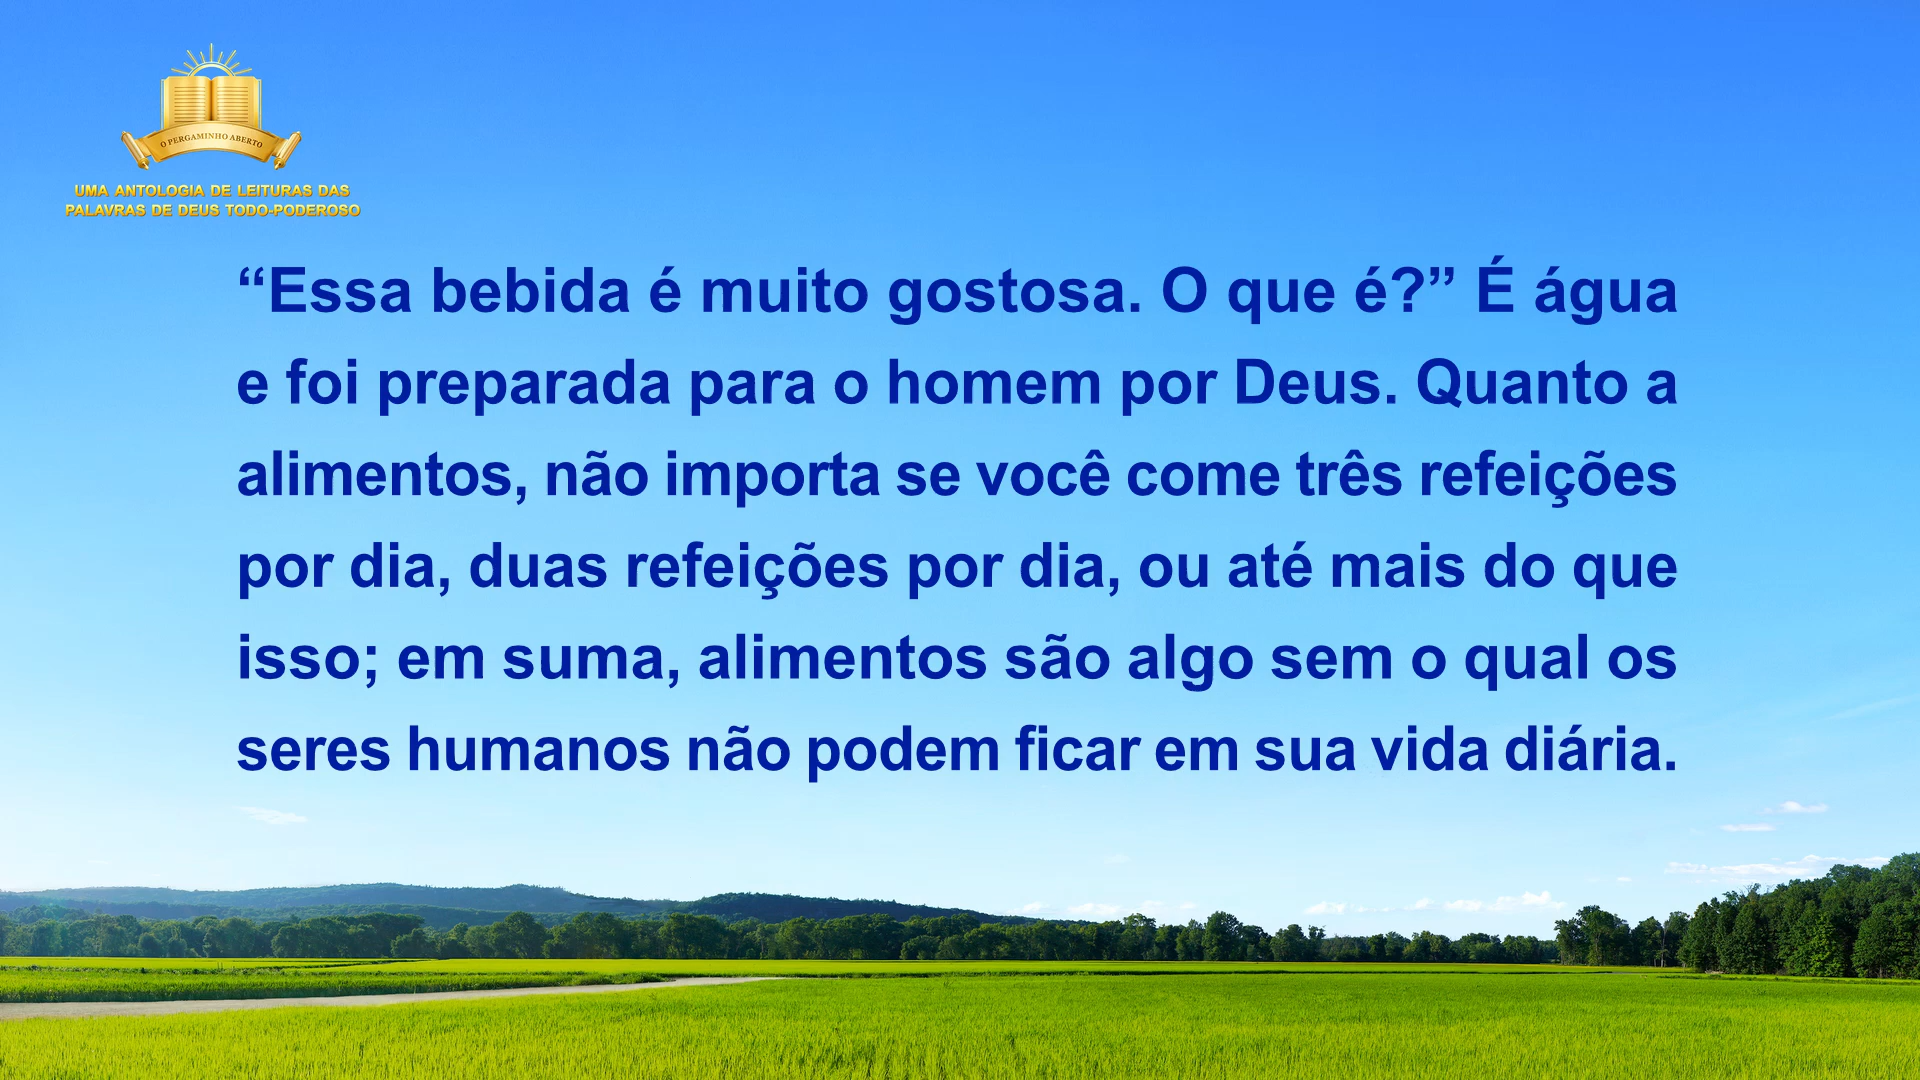 O PERGAMINHO ABERTO
UMA ANTOLOGIA DE LEITURAS DAS
PALAVRAS DE DEUS TODO-PODEROSO
“Essa bebida é muito gostosa. O que é?” É água
e foi preparada para o homem por Deus. Quanto a
alimentos, não importa se você come três refeições
por dia, duas refeições por dia, ou até mais do que
isso; em suma, alimentos são algo sem o qual os
seres humanos não podem ficar em sua vida diária.